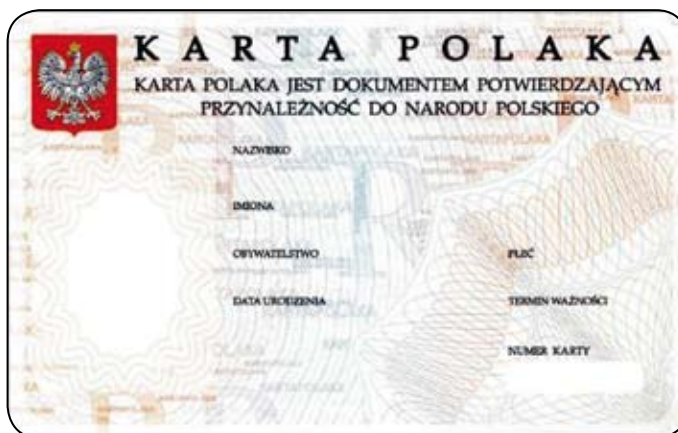 KARTA POLAKA
KARTA POLAKA JEST DOKUMENTEM POTWIERDZAJĄCYM
PRZYNALEŻNOŚĆ DO NARODU POLSKIEGO
NAZWISKO
IMIONA
OBYWATELSTWO
PŁEĆ
DATA URODZENIA
TERMIN WAŻNOŚCI
NUMER KARTY